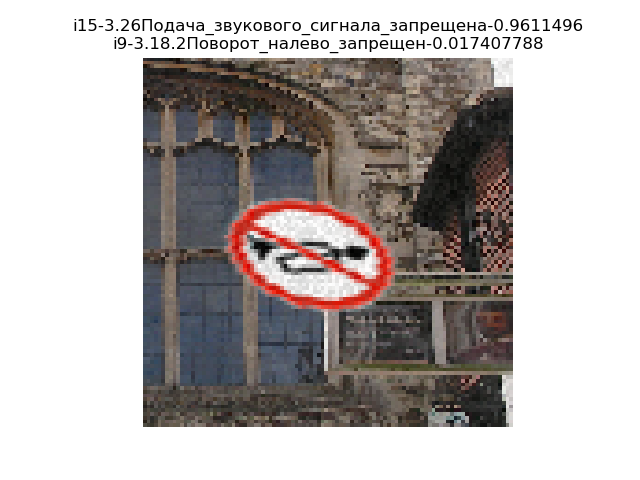 i15-3.26Подача_звукового_сигнала_запрещена-0.9611496
i9-3.18.2Поворот_налево_запрещен-0.017407788